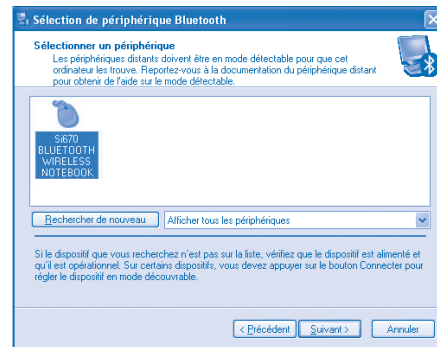 Sélection de périphérique Bluetooth
Sélectionner un périphérique
Les périphériques distants doivent être en mode détectable pour que cet
ordinateur les trouve. Reportez-vous à la documentation du périphérique distant
pour obtenir de l'aide sur le mode détectable.
Si670
BLUETOOTH
WIRELESS
NOTEBOOK
Rechercher de nouveau
Afficher tous les périphériques
Si le dispositif que vous recherchez n'est pas sur la liste, vérifiez que le dispositif est alimenté et
qu'il est opérationnel. Sur certains dispositifs, vous devez appuyer sur le bouton Connecter pour
régler le dispositif en mode découvrable.
< Précédent
Suivant >
Annuler